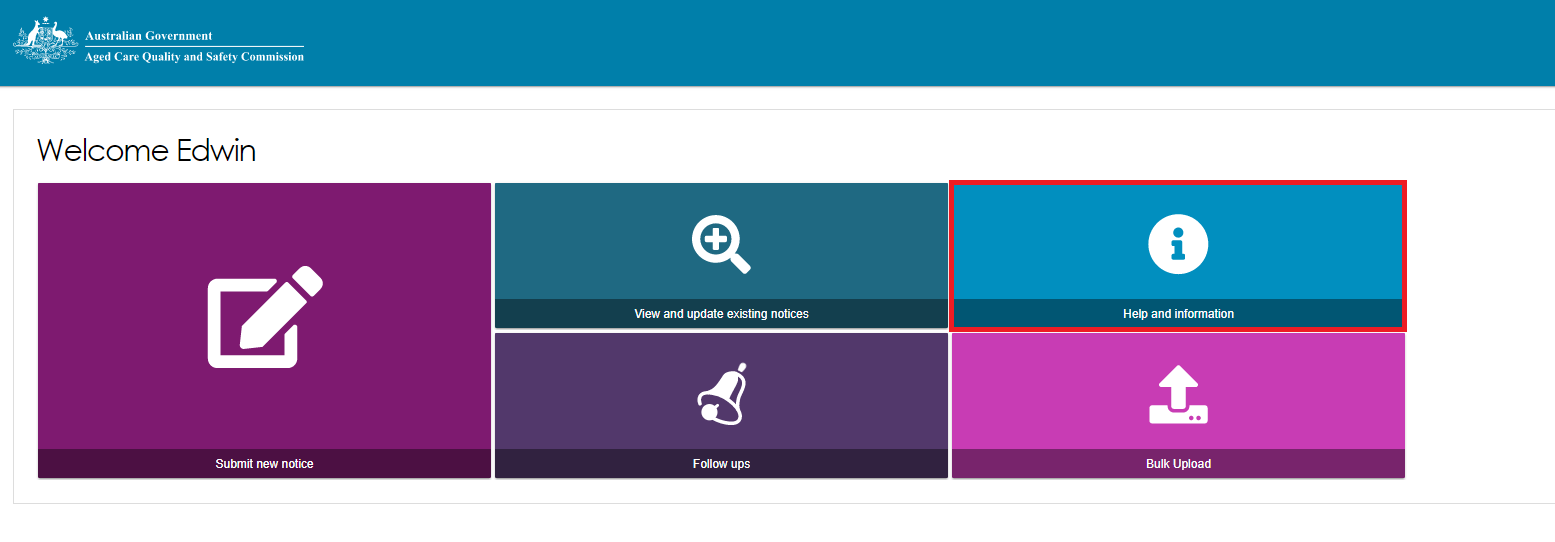 Australian Government
Aged Care Quality and Safety Commission
Welcome Edwin
View and update existing notices
Help and information
Submit new notice
Follow ups
Bulk Upload